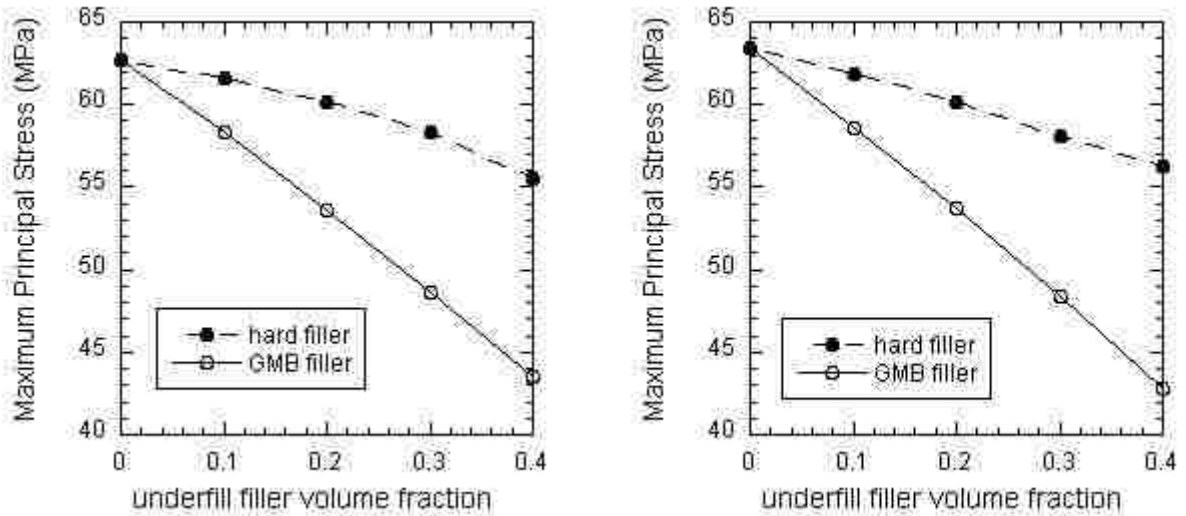 Maximum Principal Stress (MPa)
65
60
55
50
45
40
hard filler
GMB filler
0
0.1
0.2
0.3
0.4
underfill filler volume fraction
Maximum Principal Stress (MPa)
65
60
55
50
45
40
hard filler
GMB filler
0
0.1
0.2
0.3
0.4
underfill filler volume fraction